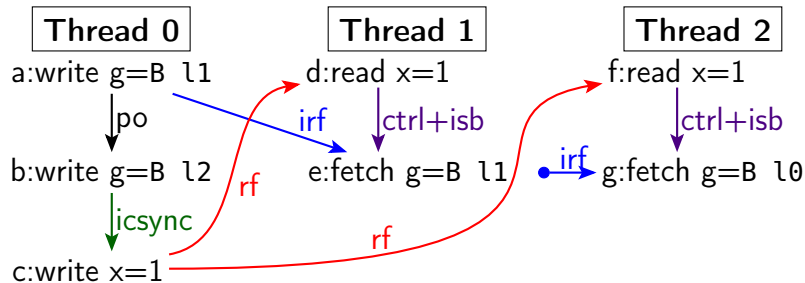 Thread 0 Thread 1 Thread 2
a:write g=B l1 d:read x=1 f:read x=1
po irf ctrl+isb ctrl+isb
b:write g=B l2 e:fetch g=B l1 irf g:fetch g=B l0
icsync rf rf
c:write x=1